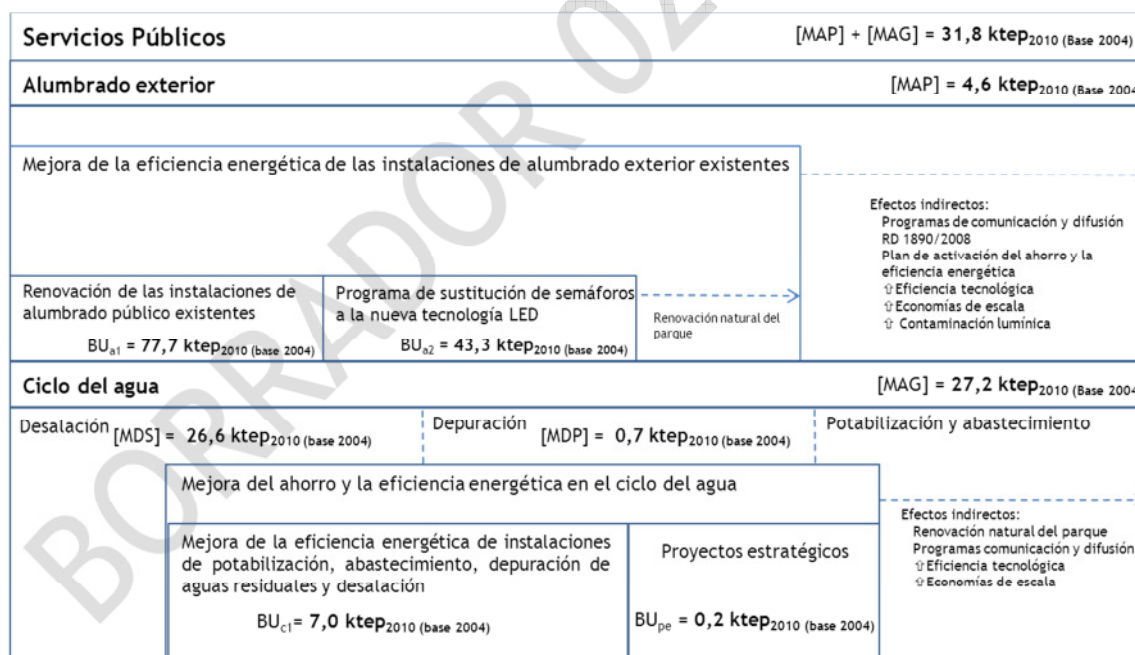 Servicios Públicos
[MAP] + [MAG] = 31,8 ktep2010 (Base 2004)
Alumbrado exterior
[MAP] = 4,6 ktep2010 (Base 2004
Mejora de la eficiencia energética de las instalaciones de alumbrado exterior existentes
Efectos indirectos:
Programas de comunicación y difusión
RD 1890/2008
Plan de activación del ahorro y la
eficiencia energética
⇧Eficiencia tecnológica
⇧Economías de escala
⇧ Contaminación lumínica
Renovación de las instalaciones de
alumbrado público existentes
BUa1 = 77,7 ktep2010 (base 2004)
Programa de sustitución de semáforos
a la nueva tecnología LED
BUa2 = 43,3 ktep2010 (base 2004)
Renovación natural del
parque
Ciclo del agua
[MAG] = 27,2 ktep2010 (Base 2004
Desalación [MDS] = 26,6 ktep2010 (base 2004)
Depuración [MDP] = 0,7 ktep2010 (base 2004)
Potabilización y abastecimiento
Mejora del ahorro y la eficiencia energética en el ciclo del agua
Mejora de la eficiencia energética de instalaciones
de potabilización, abastecimiento, depuración de
aguas residuales y desalación
BUc1= 7,0 ktep2010 (base 2004)
Proyectos estratégicos
BUpe = 0,2 ktep2010 (base 2004)
Efectos indirectos:
Renovación natural del parque
Programas comunicación y difusión
⇧Eficiencia tecnológica
⇧Economías de escala
BORRADOR 02